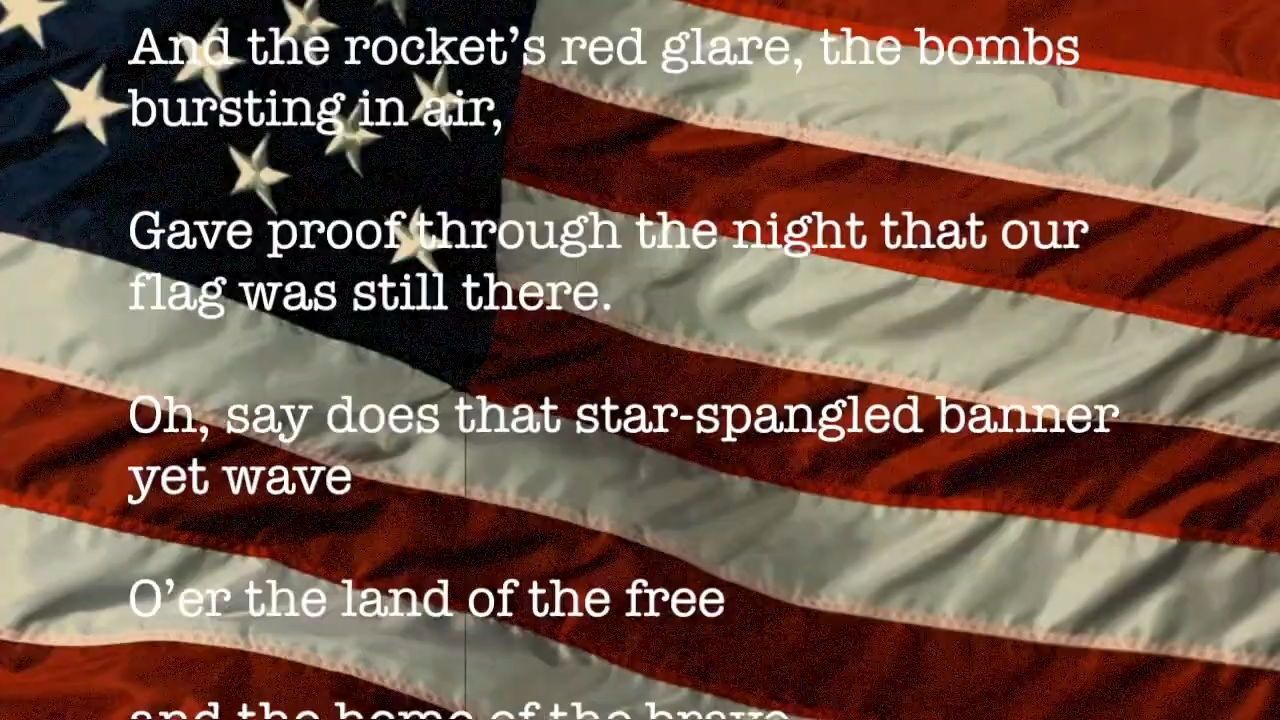 And the rocket’s red glare, the bombs
bursting in air,
Gave proof through the night that our
flag was still there.
Oh, say does that star-spangled banner
yet wave
O’er the land of the free
and the home of the brave